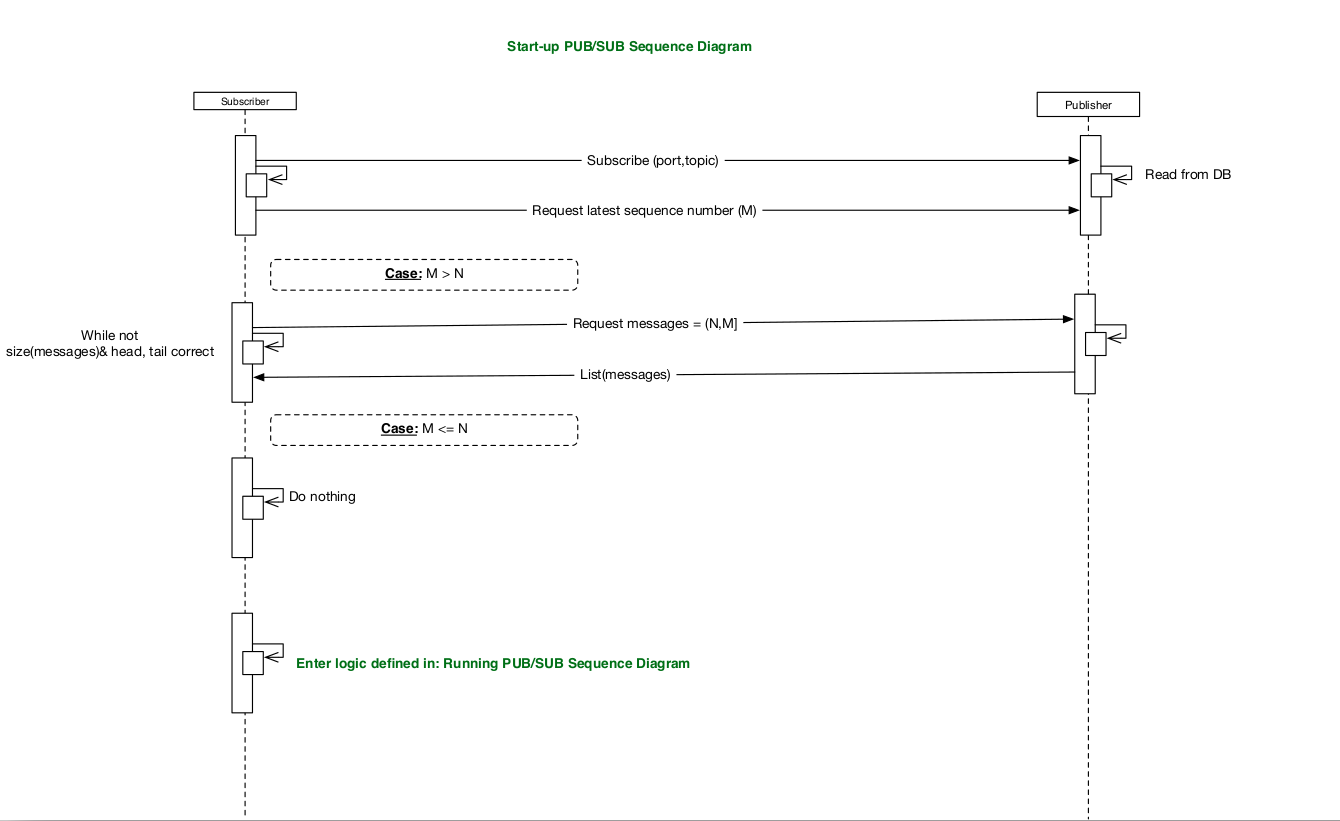 Start-up PUB/SUB Sequence Diagram
Subscriber
Publisher
Subscribe (port,topic)
Read from DB
Request latest sequence number (M)
Case: M > N
Request messages = (N,M]
While not
size(messages)& head, tail correct
List(messages)
Case: M <= N
Do nothing
Enter logic defined in: Running PUB/SUB Sequence Diagram